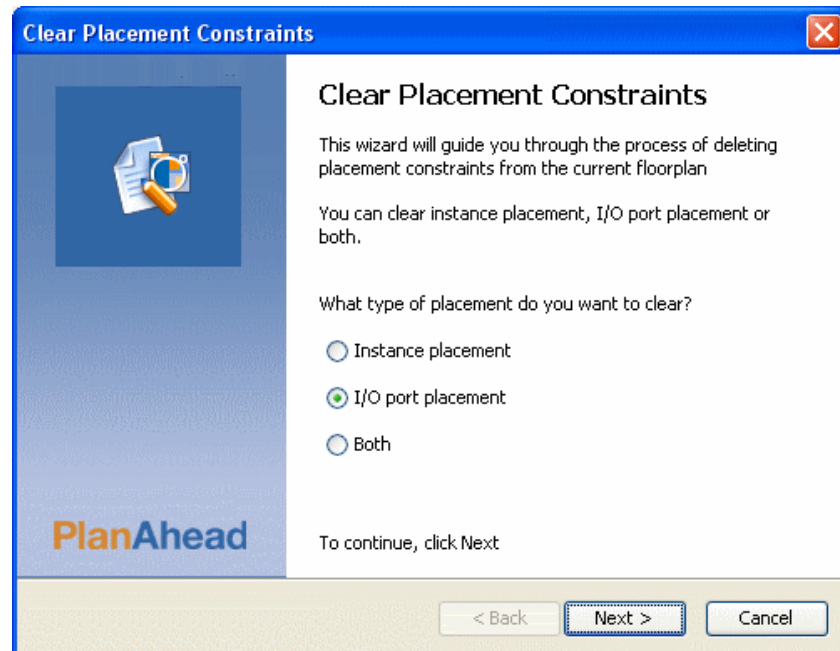 Clear Placement Constraints
Clear Placement Constraints
This wizard will guide you through the process of deleting
placement constraints from the current floorplan
You can clear instance placement, I/O port placement or
both.
What type of placement do you want to clear?
Instance placement
I/O port placement
Both
PlanAhead
To continue, click Next
< Back
Next >
Cancel